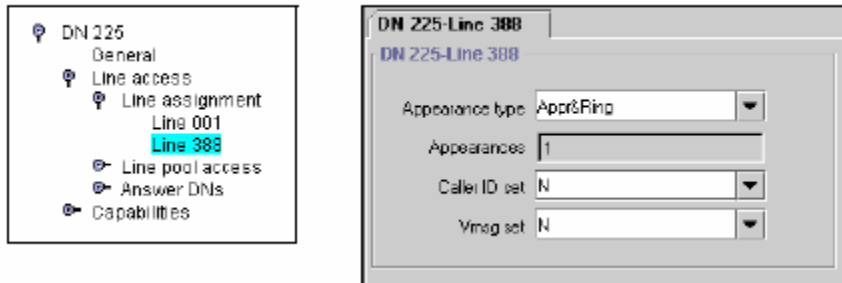 DN 225
General
Line access
Line assignment
Line 001
Line 388
Line pool access
Answer DNs
Capabilities
DN 225-Line 388
DN 225-Line 388
Appearance type Appr&Ring
Appearances 1
Caller ID set N
Vmsg set N